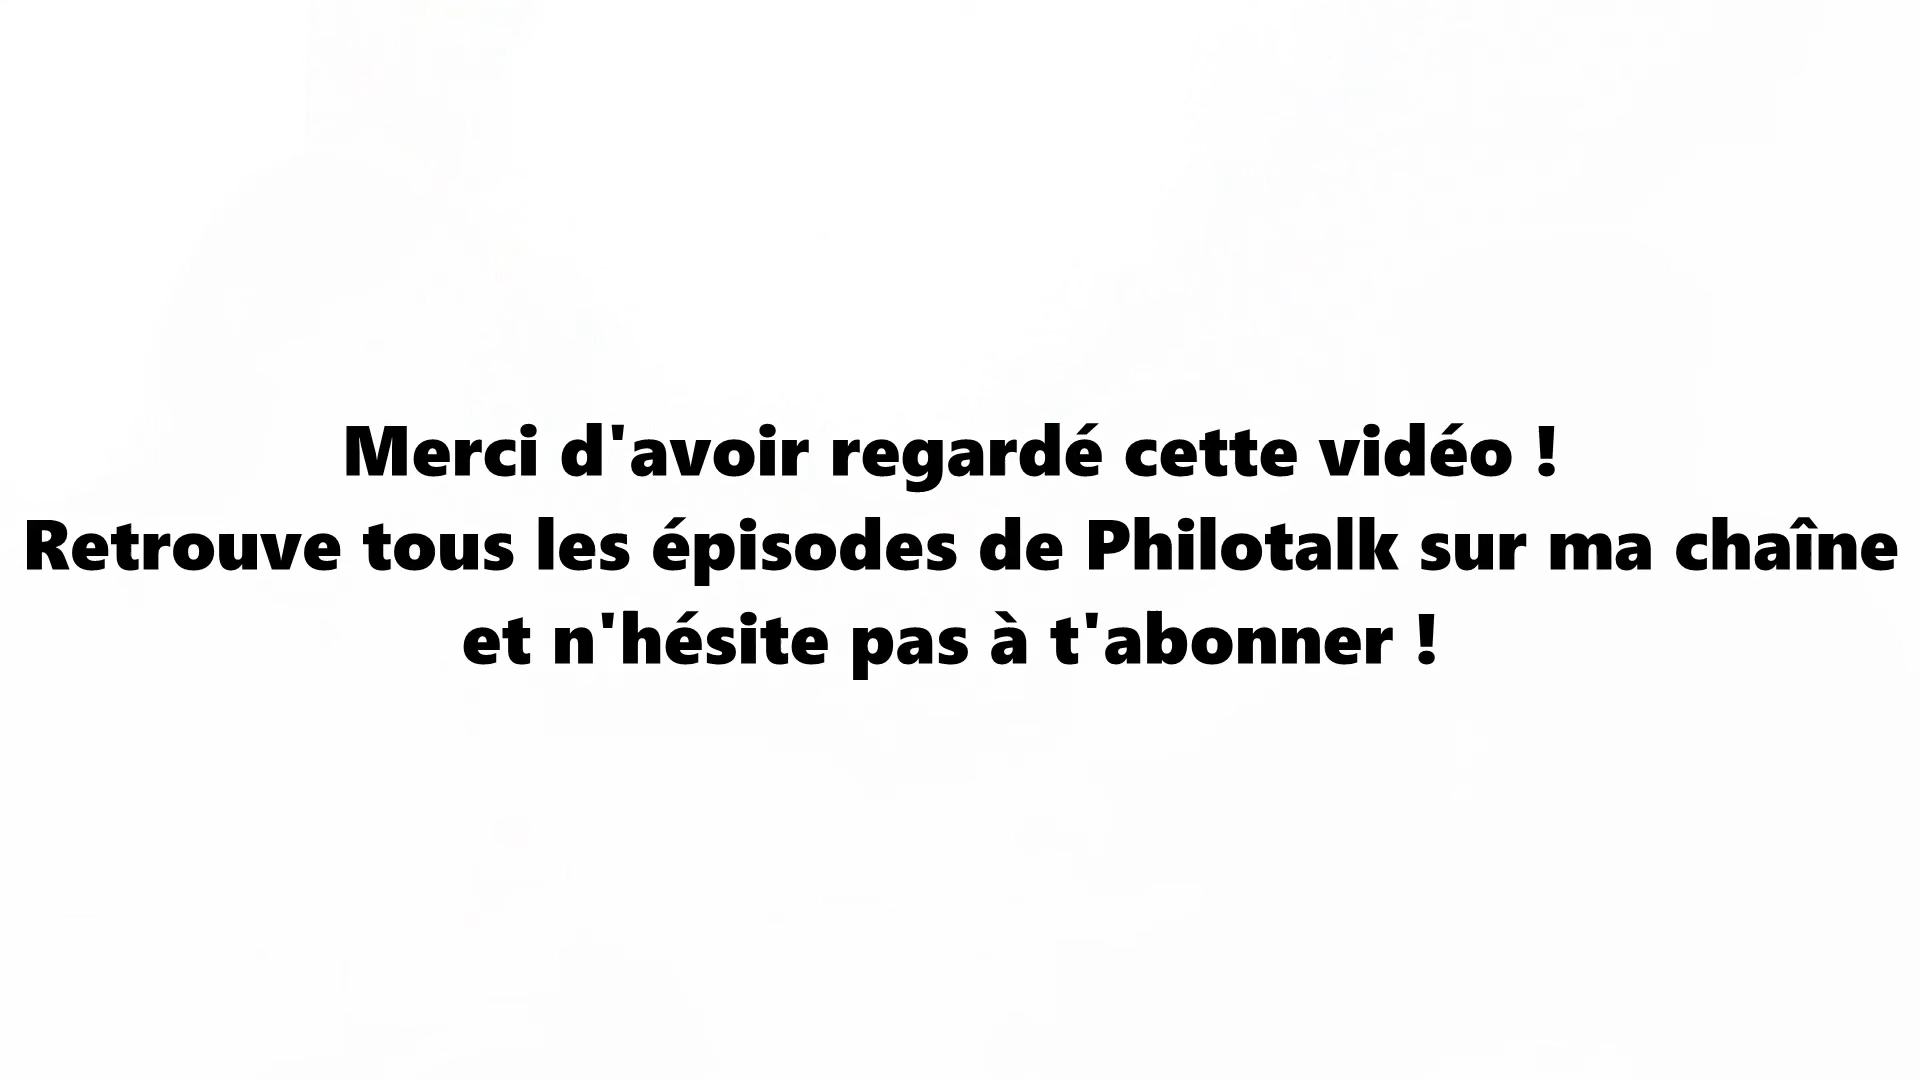 Merci d'avoir regardé cette vidéo !
Retrouve tous les épisodes de Philotalk sur ma chaîne
et n'hésite pas à t'abonner !